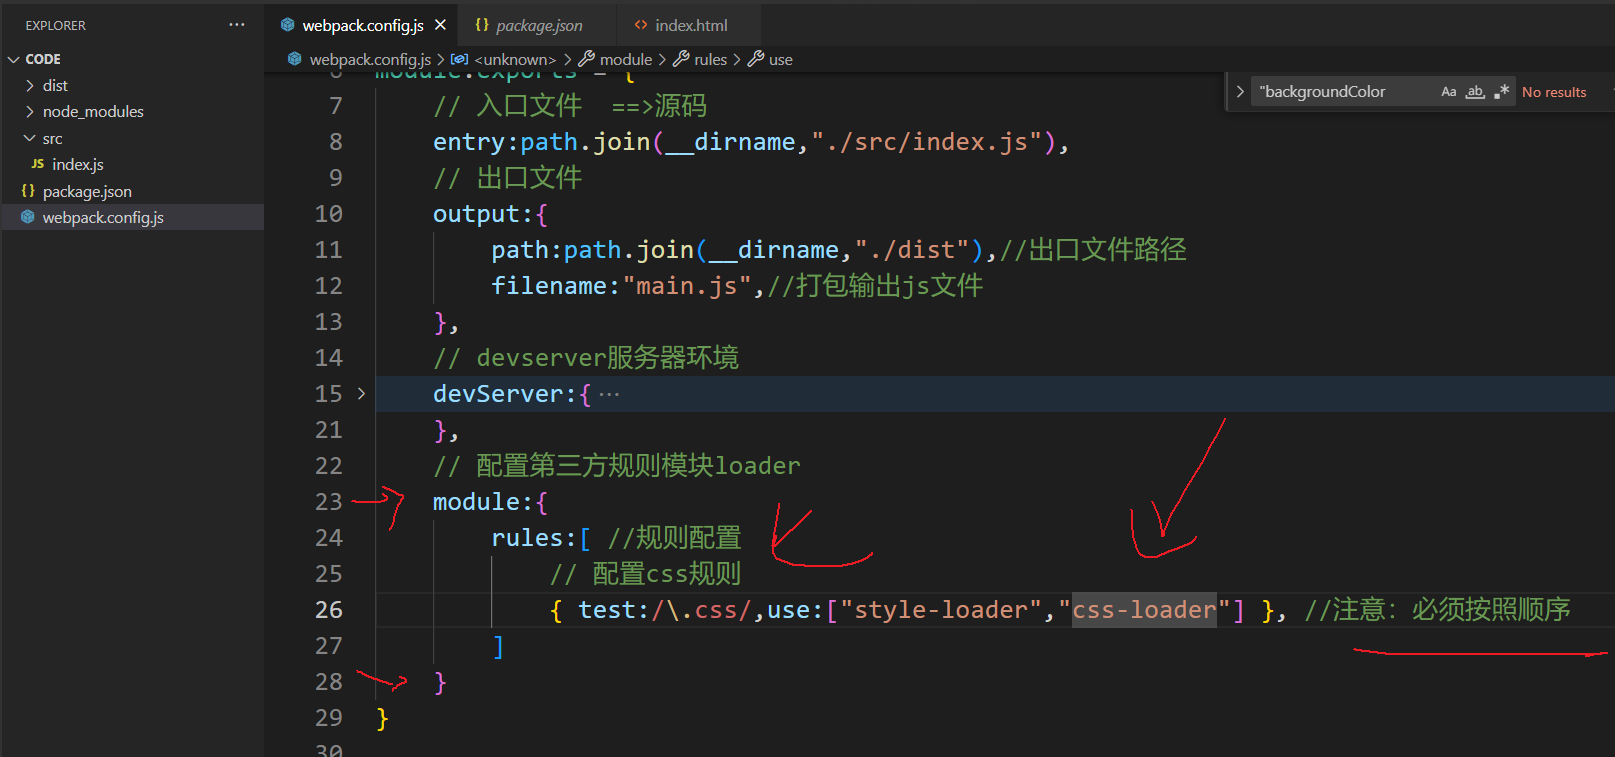 EXPLORER ···
CODE
dist
node_modules
src
JS index.js
{} package.json
webpack.config.js
webpack.config.js × {} package.json <> index.html
webpack.config.js > <unknown> > module > rules > use
"backgroundColor Aa ab .* No results
6 module.exports = {
7 // 入口文件 ==>源码
8 entry:path.join(__dirname,"./src/index.js"),
9 // 出口文件
10 output:{
11 path:path.join(__dirname,"./dist"),//出口文件路径
12 filename:"main.js",//打包输出js文件
13 },
14 // devserver服务器环境
15 devServer:{ ···
21 },
22 // 配置第三方规则模块loader
23 module:{
24 rules:[ //规则配置
25 // 配置css规则
26 { test:/\.css/,use:["style-loader","css-loader"] }, //注意：必须按照顺序
27 ]
28 }
29 }
30